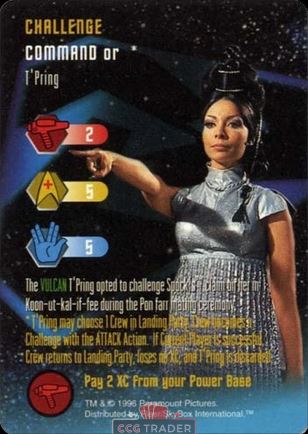 CHALLENGE
COMMAND or *
T'Pring
2
5
5
The VULCAN T'Pring opted to challenge Spock's claim on her in
Koon-ut-kal-if-fee during the Pon farr mating ceremony.
* T'Pring may choose 1 Crew in Landing Party. Crew becomes a
Challenge with the ATTACK Action. If Current Player is successful,
Crew returns to Landing Party, loses no XC, and T'Pring is discarded.
Pay 2 XC from your Power Base
TM & © 1996 Paramount Pictures.
Distributed by SkyBox International.™
CCG TRADER